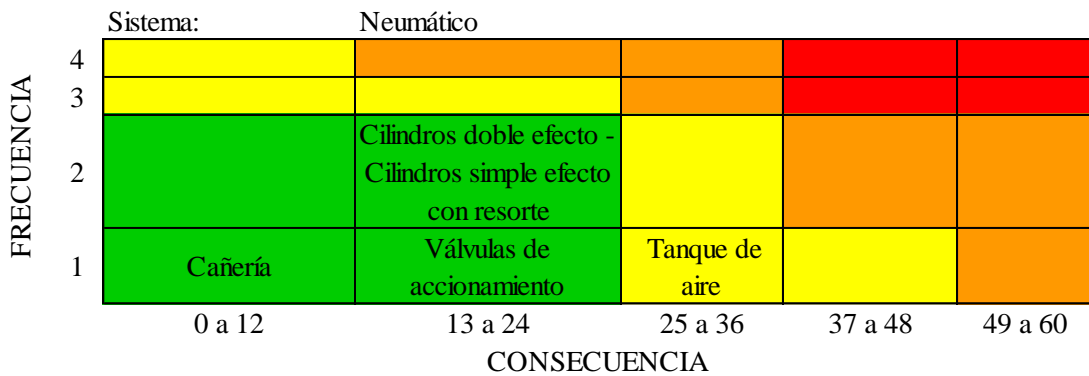 Sistema: Neumático
FRECUENCIA
4
3
2
Cilindros doble efecto -
Cilindros simple efecto
con resorte
1
Cañería
Válvulas de
accionamiento
Tanque de
aire
0 a 12 13 a 24 25 a 36 37 a 48 49 a 60
CONSECUENCIA